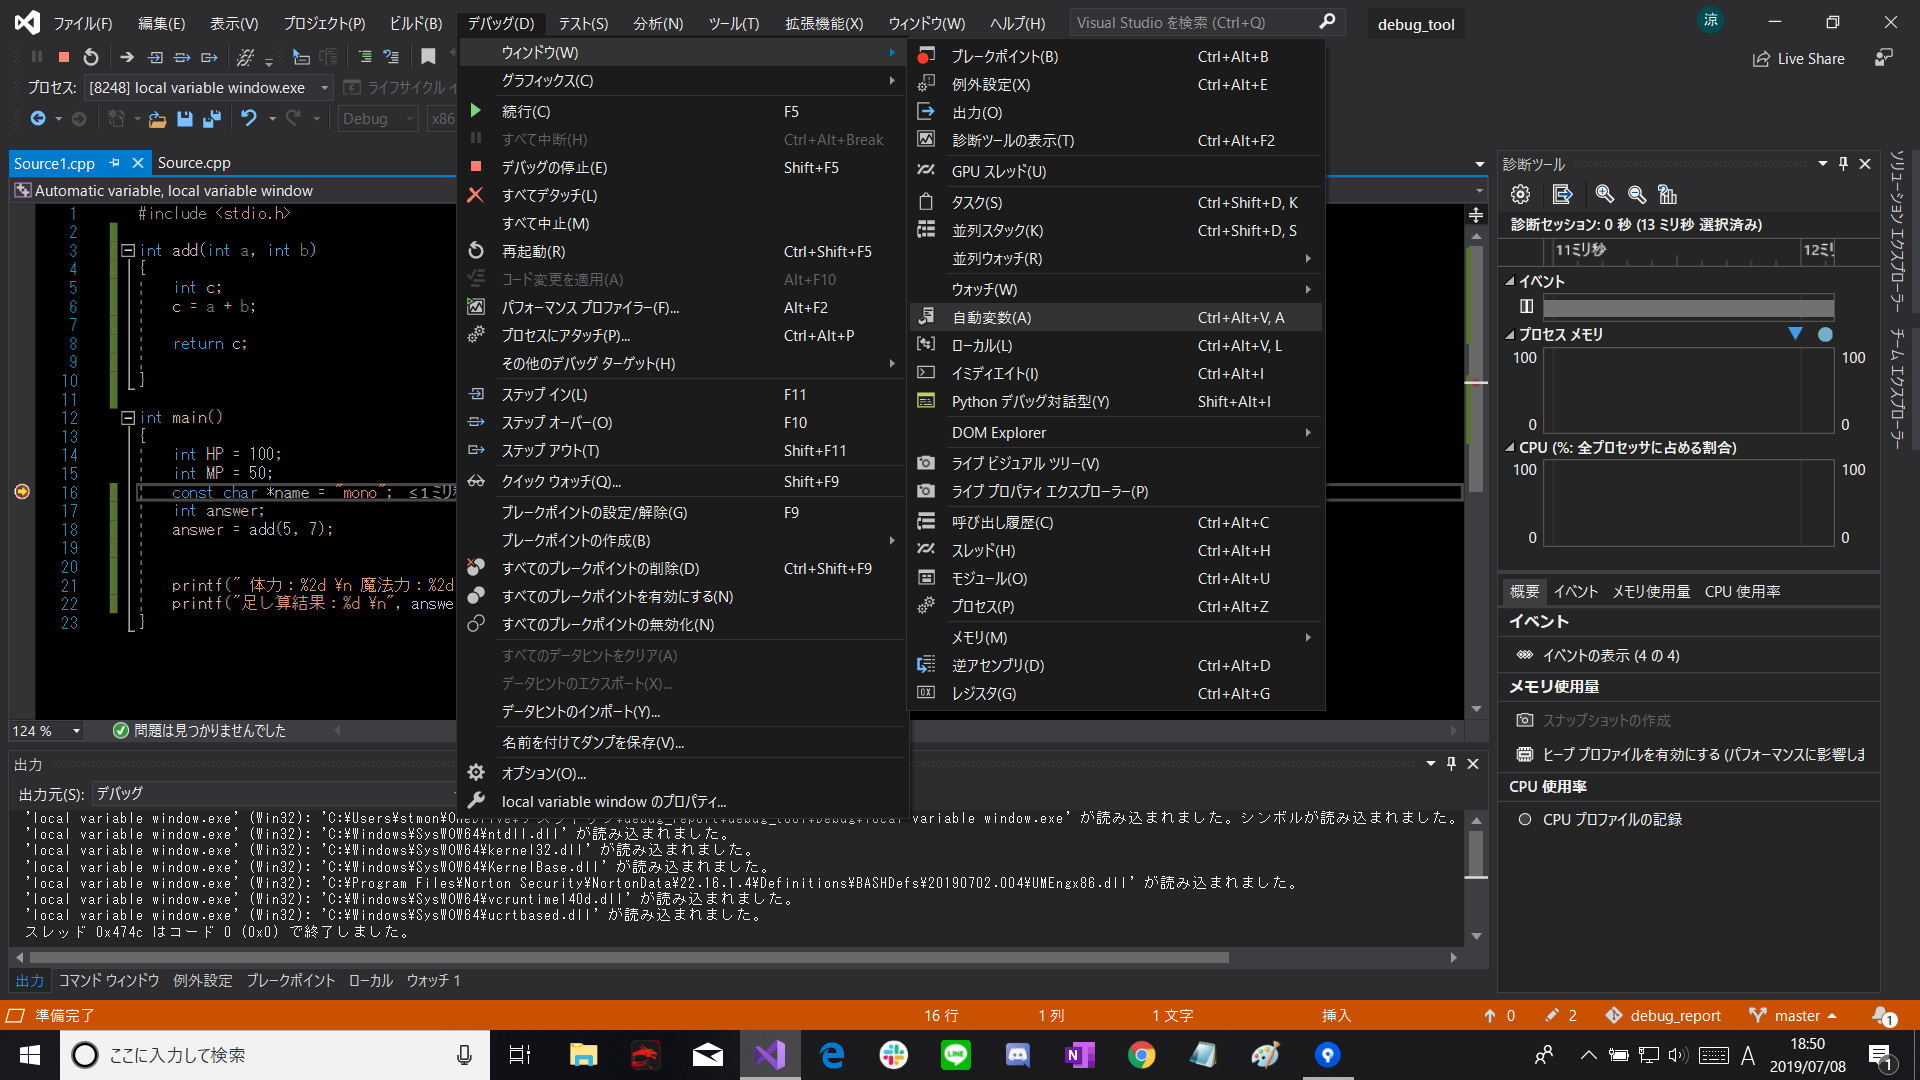 ファイル(F) 編集(E) 表示(V) プロジェクト(P) ビルド(B) デバッグ(D) テスト(S) 分析(N) ツール(T) 拡張機能(X) ウィンドウ(W) ヘルプ(H) Visual Studio を検索 (Ctrl+Q) debug_tool 涼
Live Share
プロセス: [8248] local variable window.exe ライフサイクル イ
Debug x86
Source1.cpp Source.cpp
Automatic variable, local variable window
1 #include <stdio.h>
2
3 int add(int a, int b)
4 {
5 int c;
6 c = a + b;
7
8 return c;
9
10 }
11
12 int main()
13 {
14 int HP = 100;
15 int MP = 50;
16 const char *name = "mono"; ≤1ミリ秒
17 int answer;
18 answer = add(5, 7);
19
20
21 printf(" 体力：%2d ¥n 魔法力：%2d
22 printf("足し算結果：%d ¥n", answe
23 }
124 % 問題は見つかりませんでした
ウィンドウ(W)
グラフィックス(C)
続行(C) F5
すべて中断(H) Ctrl+Alt+Break
デバッグの停止(E) Shift+F5
すべてデタッチ(L)
すべて中止(M)
再起動(R) Ctrl+Shift+F5
コード変更を適用(A) Alt+F10
パフォーマンス プロファイラー(F)... Alt+F2
プロセスにアタッチ(P)... Ctrl+Alt+P
その他のデバッグ ターゲット(H)
ステップ イン(L) F11
ステップ オーバー(O) F10
ステップ アウト(T) Shift+F11
クイック ウォッチ(Q)... Shift+F9
ブレークポイントの設定/解除(G) F9
ブレークポイントの作成(B)
すべてのブレークポイントの削除(D) Ctrl+Shift+F9
すべてのブレークポイントを有効にする(N)
すべてのブレークポイントの無効化(N)
すべてのデータヒントをクリア(A)
データヒントのエクスポート(X)...
データヒントのインポート(Y)...
名前を付けてダンプを保存(V)...
オプション(O)...
local variable window のプロパティ...
ブレークポイント(B) Ctrl+Alt+B
例外設定(X) Ctrl+Alt+E
出力(O)
診断ツールの表示(T) Ctrl+Alt+F2
GPU スレッド(U)
タスク(S) Ctrl+Shift+D, K
並列スタック(K) Ctrl+Shift+D, S
並列ウォッチ(R)
ウォッチ(W)
自動変数(A) Ctrl+Alt+V, A
ローカル(L) Ctrl+Alt+V, L
イミディエイト(I) Ctrl+Alt+I
Python デバッグ対話型(Y) Shift+Alt+I
DOM Explorer
ライブ ビジュアル ツリー(V)
ライブ プロパティ エクスプローラー(P)
呼び出し履歴(C) Ctrl+Alt+C
スレッド(H) Ctrl+Alt+H
モジュール(O) Ctrl+Alt+U
プロセス(P) Ctrl+Alt+Z
メモリ(M)
逆アセンブリ(D) Ctrl+Alt+D
レジスタ(G) Ctrl+Alt+G
診断ツール
診断セッション: 0 秒 (13 ミリ秒 選択済み)
11ミリ秒 12ミリ
イベント
プロセス メモリ
100 100
0 0
CPU (%: 全プロセッサに占める割合)
100 100
0 0
概要 イベント メモリ使用量 CPU 使用率
イベント
イベントの表示 (4 の 4)
メモリ使用量
スナップショットの作成
ヒープ プロファイルを有効にする (パフォーマンスに影響しま
CPU 使用率
CPU プロファイルの記録
ソリューション エクスプローラー
チーム エクスプローラー
出力
出力元(S): デバッグ
'local variable window.exe' (Win32): 'C:¥Users¥stmon¥OneDrive¥デスクトップ¥debug_report¥debug_tool¥Debug¥local variable window.exe' が読み込まれました。シンボルが読み込まれました。
'local variable window.exe' (Win32): 'C:¥Windows¥SysWOW64¥ntdll.dll' が読み込まれました。
'local variable window.exe' (Win32): 'C:¥Windows¥SysWOW64¥kernel32.dll' が読み込まれました。
'local variable window.exe' (Win32): 'C:¥Windows¥SysWOW64¥KernelBase.dll' が読み込まれました。
'local variable window.exe' (Win32): 'C:¥Program Files¥Norton Security¥NortonData¥22.16.1.4¥Definitions¥BASHDefs¥20190702.004¥UMEngx86.dll' が読み込まれました。
'local variable window.exe' (Win32): 'C:¥Windows¥SysWOW64¥vcruntime140d.dll' が読み込まれました。
'local variable window.exe' (Win32): 'C:¥Windows¥SysWOW64¥ucrtbased.dll' が読み込まれました。
スレッド 0x474c はコード 0 (0x0) で終了しました。
出力 コマンド ウィンドウ 例外設定 ブレークポイント ローカル ウォッチ 1
準備完了 16 行 1 列 1 文字 挿入 0 2 debug_report master 1
ここに入力して検索 LINE A 18:50
2019/07/08 1